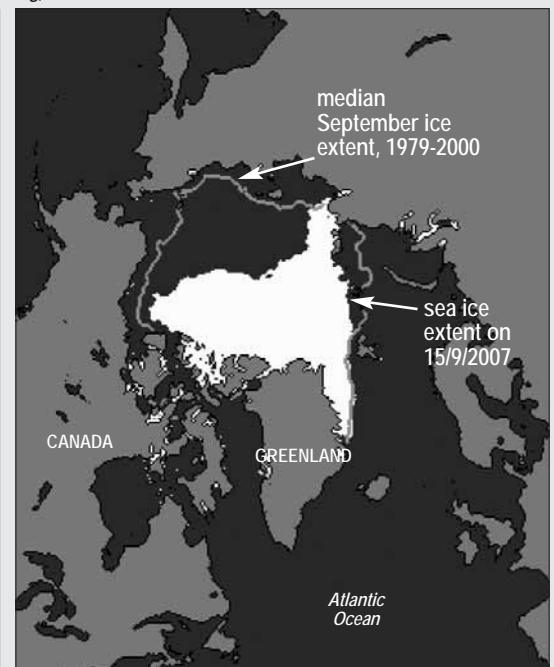 median
September ice
extent, 1979-2000
sea ice
extent on
15/9/2007
CANADA
GREENLAND
Atlantic
Ocean